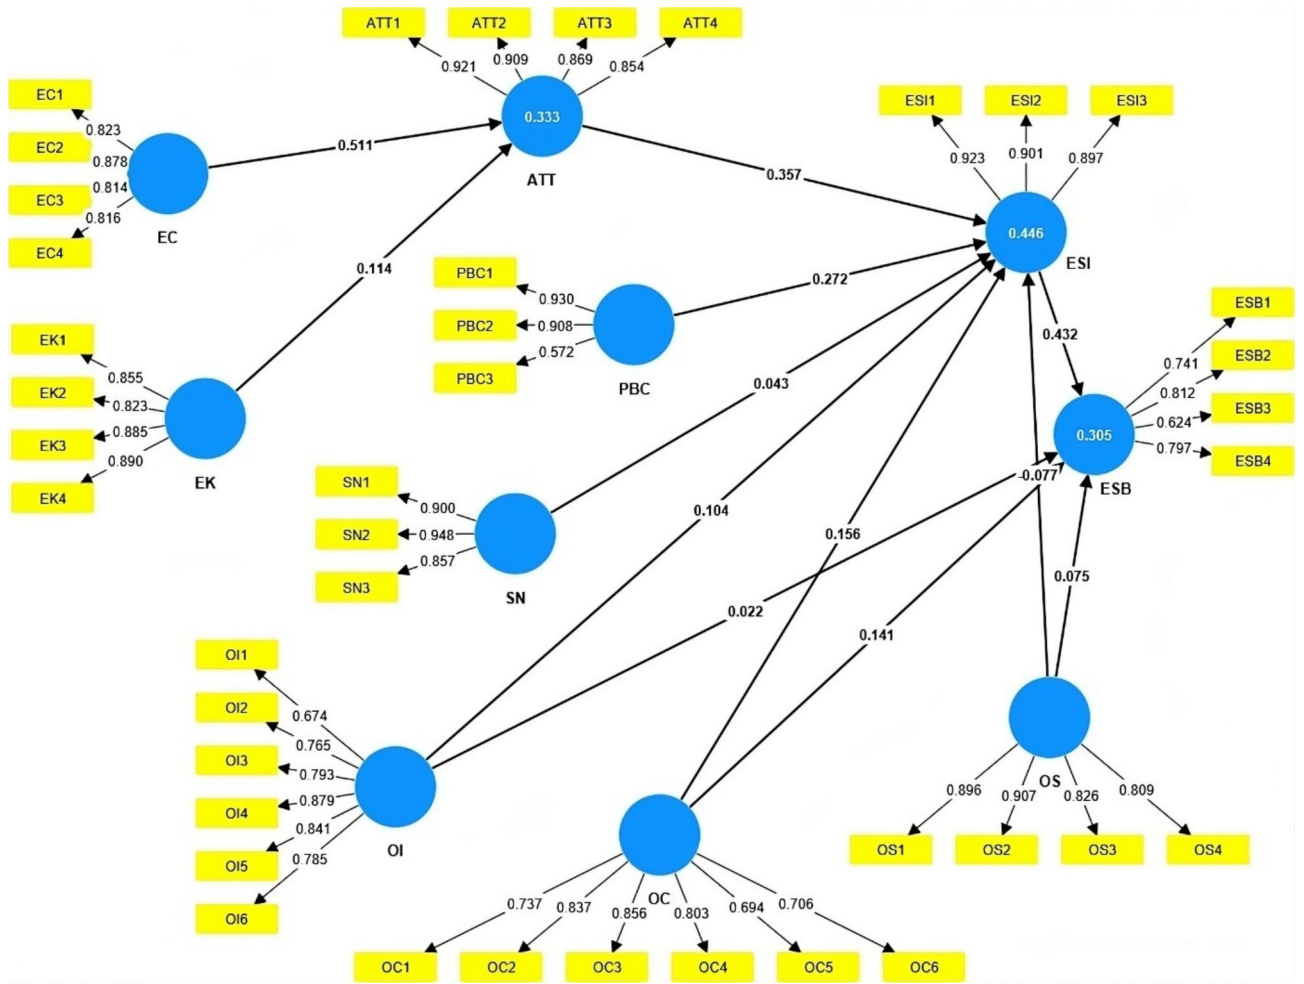 ATT1 ATT2 ATT3 ATT4
0.921 0.909 0.869 0.854
0.333
ATT
EC1
EC2
EC3
EC4
0.823
0.878
0.814
0.816
EC
0.511
0.114
0.357
ESI1 ESI2 ESI3
0.923 0.901 0.897
0.446
ESI
PBC1
PBC2
PBC3
0.930
0.908
0.572
PBC
0.272
0.432
ESB1
ESB2
ESB3
ESB4
0.741
0.812
0.624
0.797
0.305
ESB
EK1
EK2
EK3
EK4
0.855
0.823
0.885
0.890
EK
0.043
SN1
SN2
SN3
0.900
0.948
0.857
SN
0.104
0.156
-0.077
0.075
0.022
0.141
OI1
OI2
OI3
OI4
OI5
OI6
0.674
0.765
0.793
0.879
0.841
0.785
OI
OS
0.896 0.907 0.826 0.809
OS1 OS2 OS3 OS4
OC
0.737 0.837 0.856 0.803 0.694 0.706
OC1 OC2 OC3 OC4 OC5 OC6